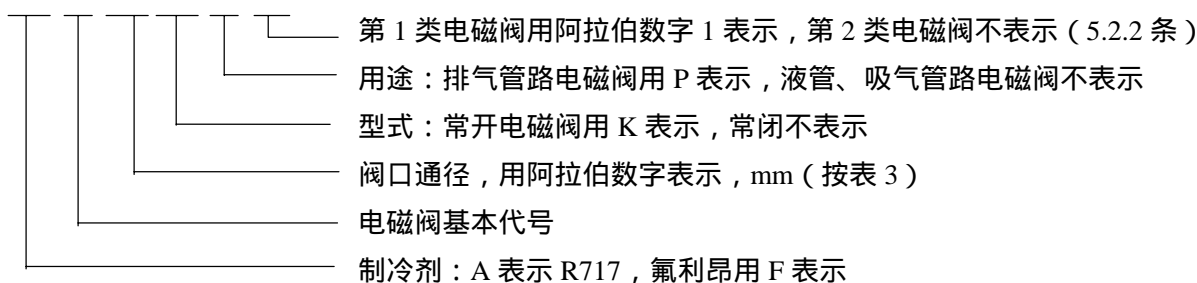 第 1 类电磁阀用阿拉伯数字 1 表示，第 2 类电磁阀不表示（5.2.2 条）
用途：排气管路电磁阀用 P 表示，液管、吸气管路电磁阀不表示
型式：常开电磁阀用 K 表示，常闭不表示
阀口通径，用阿拉伯数字表示，mm（按表 3）
电磁阀基本代号
制冷剂：A 表示 R717，氟利昂用 F 表示